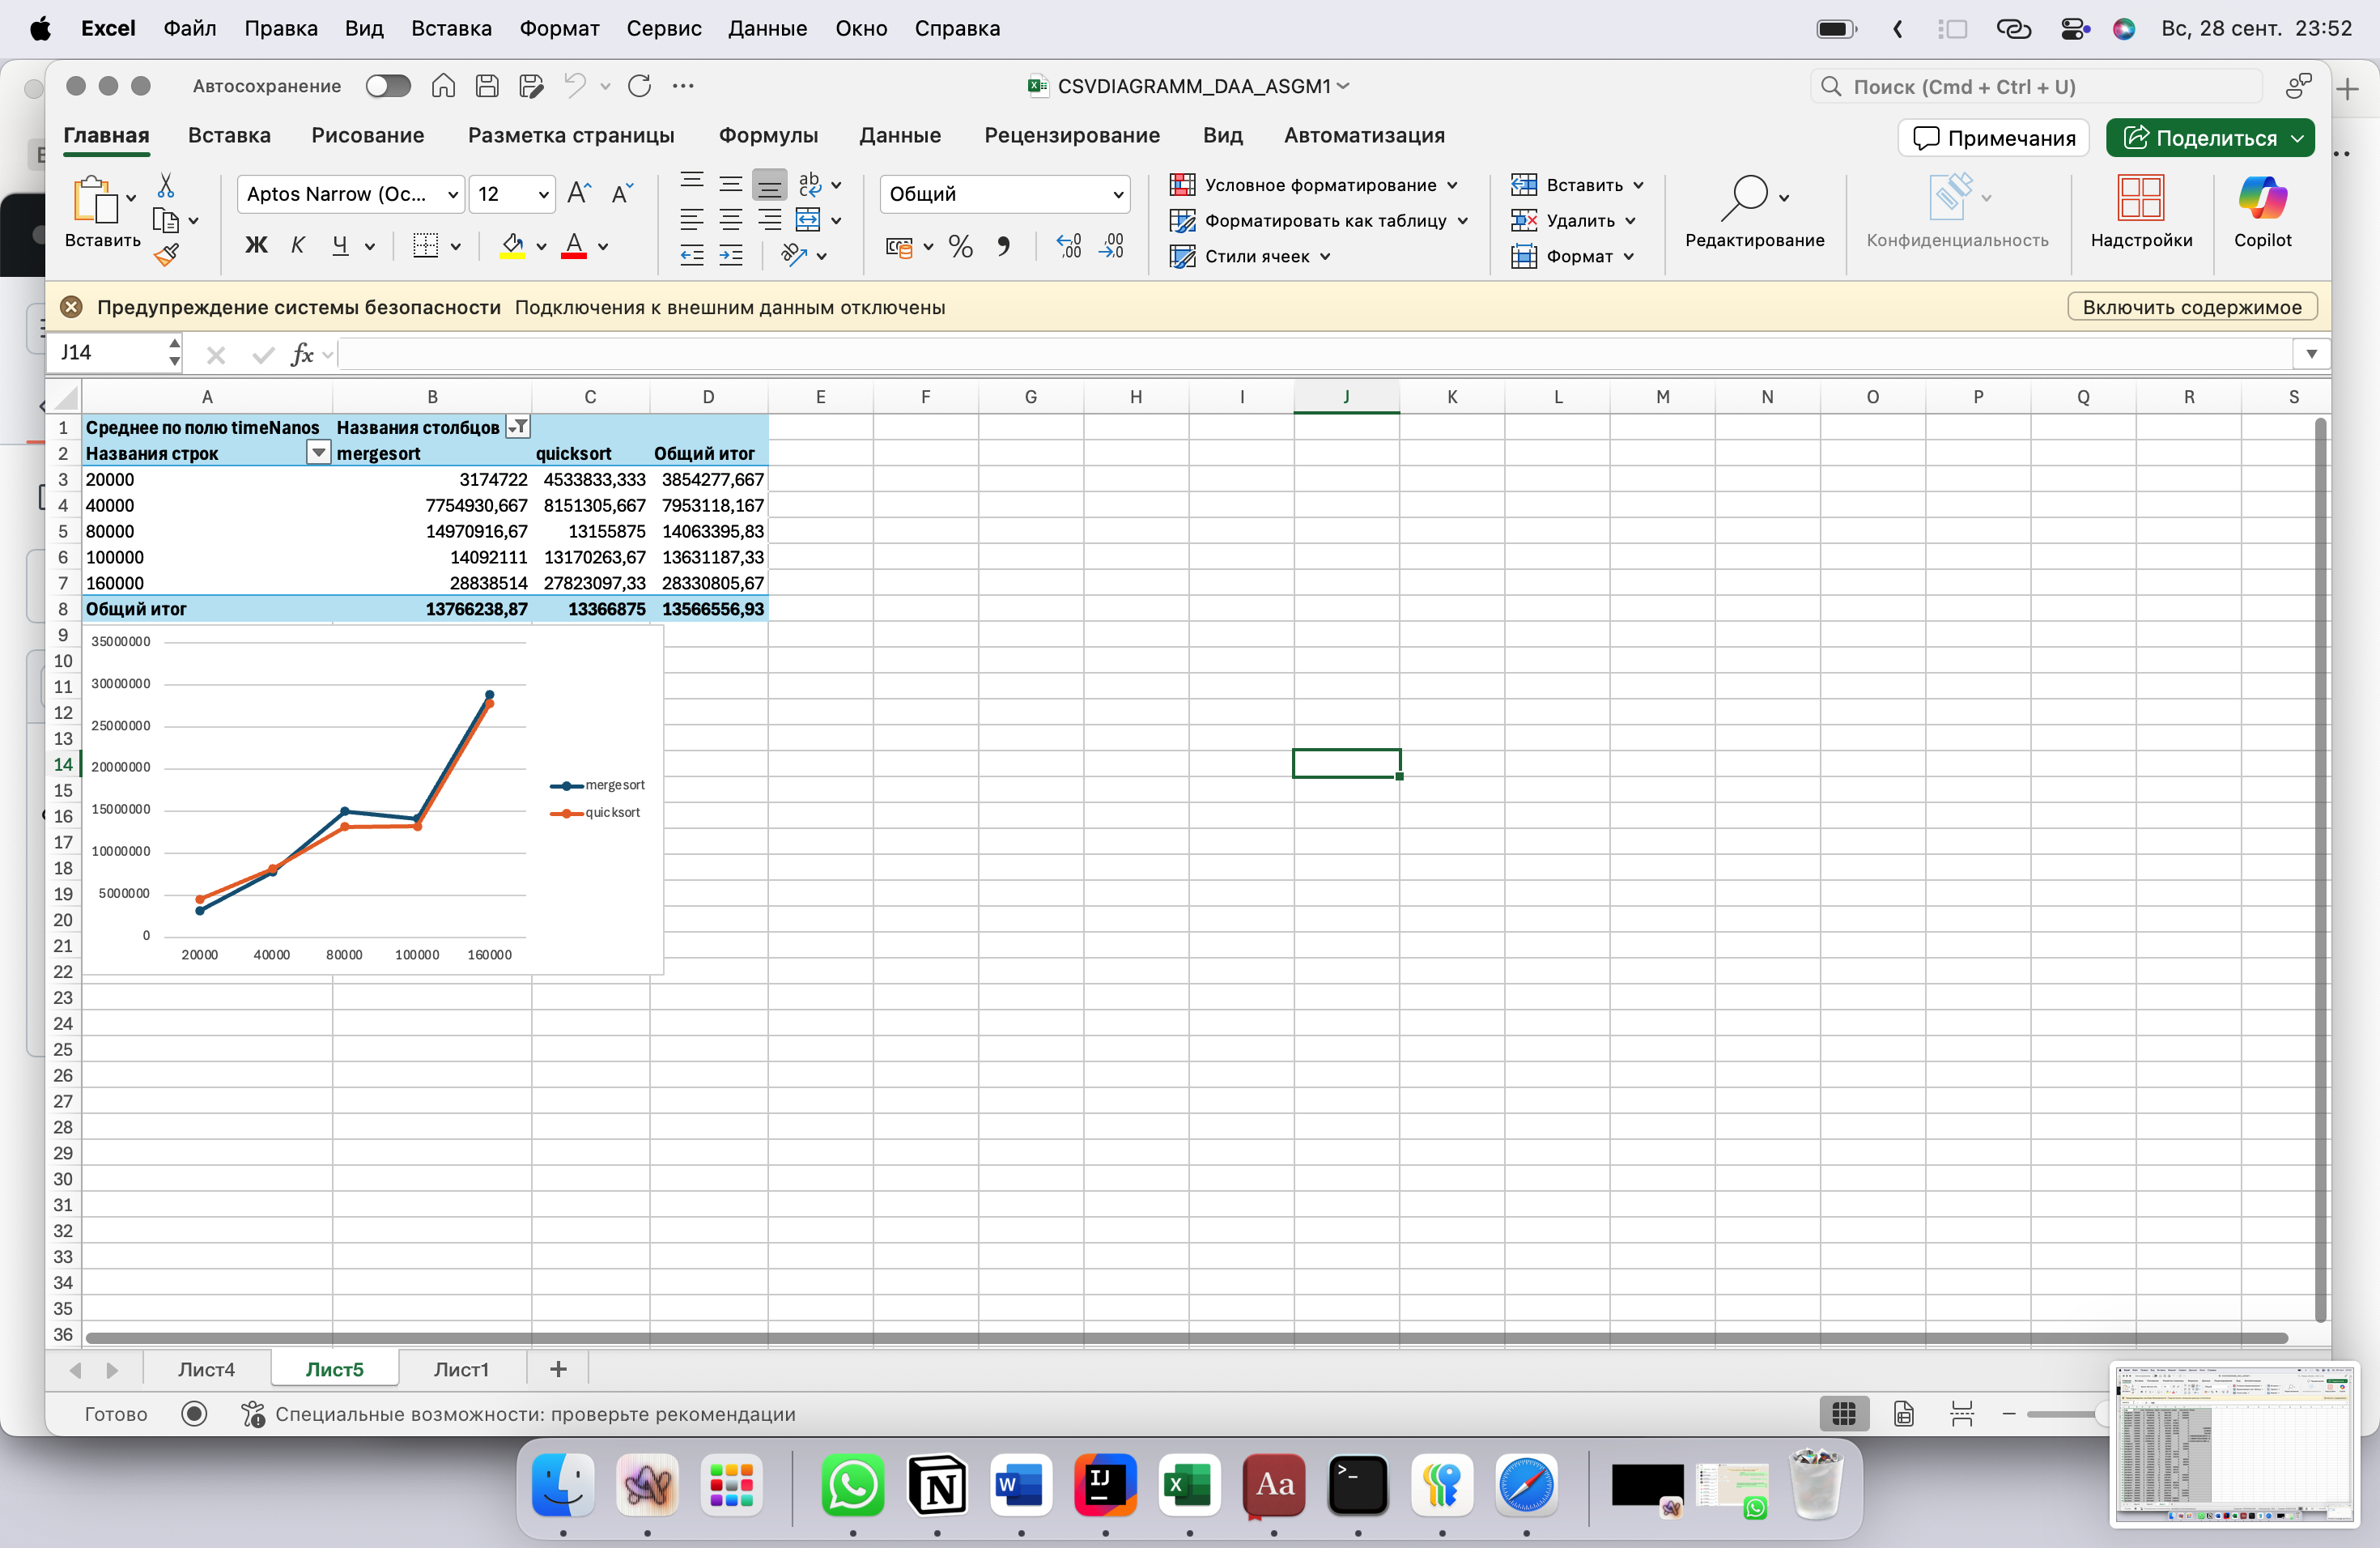 Excel Файл Правка Вид Вставка Формат Сервис Данные Окно Справка Вс, 28 сент. 23:52
Автосохранение CSVDIAGRAMM_DAA_ASGM1 Поиск (Cmd + Ctrl + U)
Главная Вставка Рисование Разметка страницы Формулы Данные Рецензирование Вид Автоматизация Примечания Поделиться
Aptos Narrow (Ос... 12 Общий Условное форматирование Вставить
Форматировать как таблицу Удалить
Вставить Ж К Ч Стили ячеек Формат Редактирование Конфиденциальность Надстройки Copilot
Предупреждение системы безопасности Подключения к внешним данным отключены Включить содержимое
J14 fx
A B C D E F G H I J K L M N O P Q R S
1 Среднее по полю timeNanos Названия столбцов
2 Названия строк mergesort quicksort Общий итог
3 20000 3174722 4533833,333 3854277,667
4 40000 7754930,667 8151305,667 7953118,167
5 80000 14970916,67 13155875 14063395,83
6 100000 14092111 13170263,67 13631187,33
7 160000 28838514 27823097,33 28330805,67
8 Общий итог 13766238,87 13366875 13566556,93
9
10
11
12
13
14
15
16
17
18
19
20
21
22
23
24
25
26
27
28
29
30
31
32
33
34
35
36
35000000
30000000
25000000
20000000
15000000
10000000
5000000
0
20000 40000 80000 100000 160000
mergesort
quicksort
Лист4 Лист5 Лист1 +
Готово Специальные возможности: проверьте рекомендации